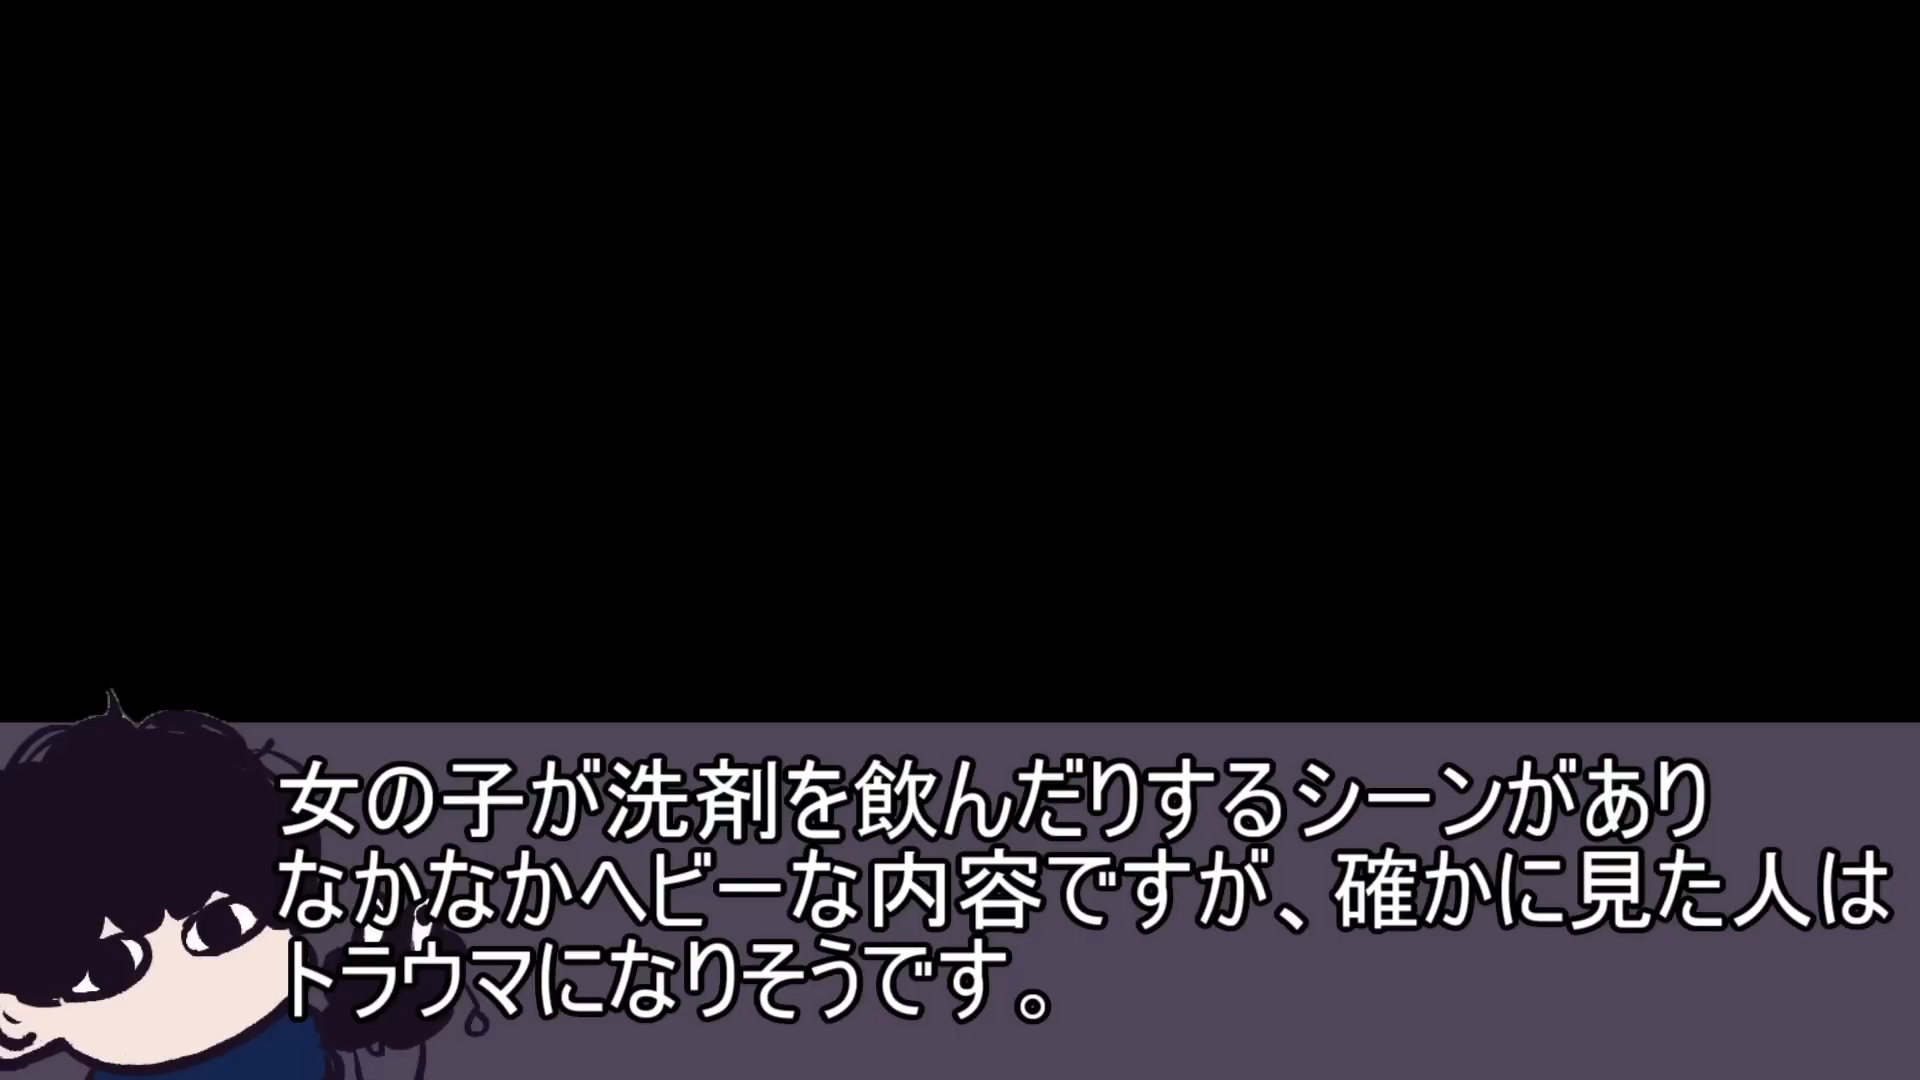 女の子が洗剤を飲んだりするシーンがあり
なかなかヘビーな内容ですが、確かに見た人は
トラウマになりそうです。